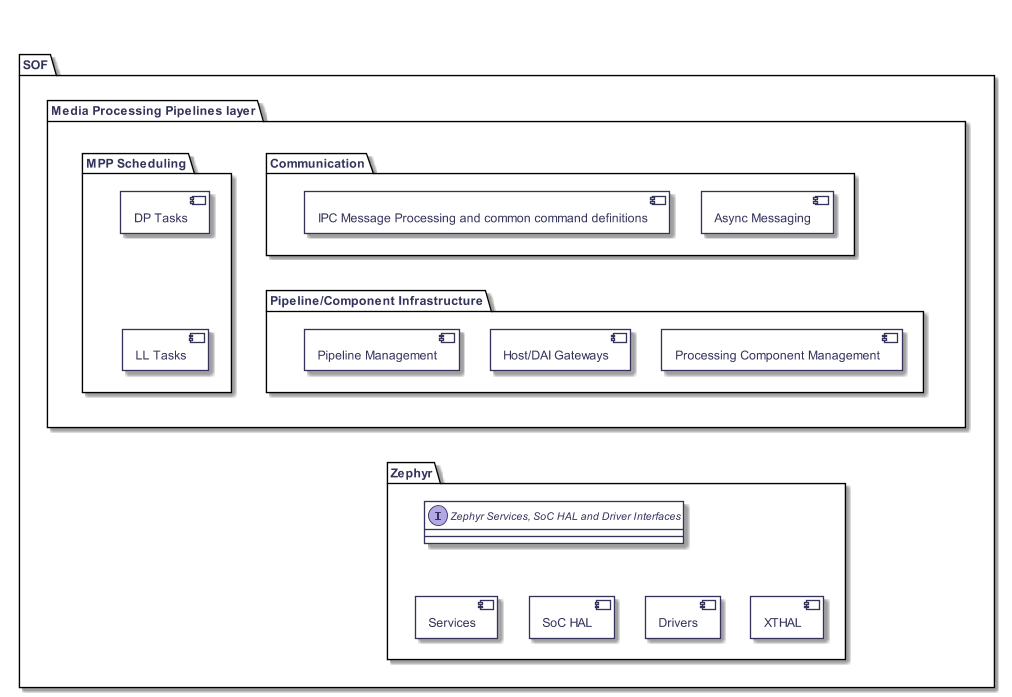 SOF
Media Processing Pipelines layer
MPP Scheduling
DP Tasks
LL Tasks
Communication
IPC Message Processing and common command definitions
Async Messaging
Pipeline/Component Infrastructure
Pipeline Management
Host/DAI Gateways
Processing Component Management
Zephyr
I Zephyr Services, SoC HAL and Driver Interfaces
Services
SoC HAL
Drivers
XTHAL